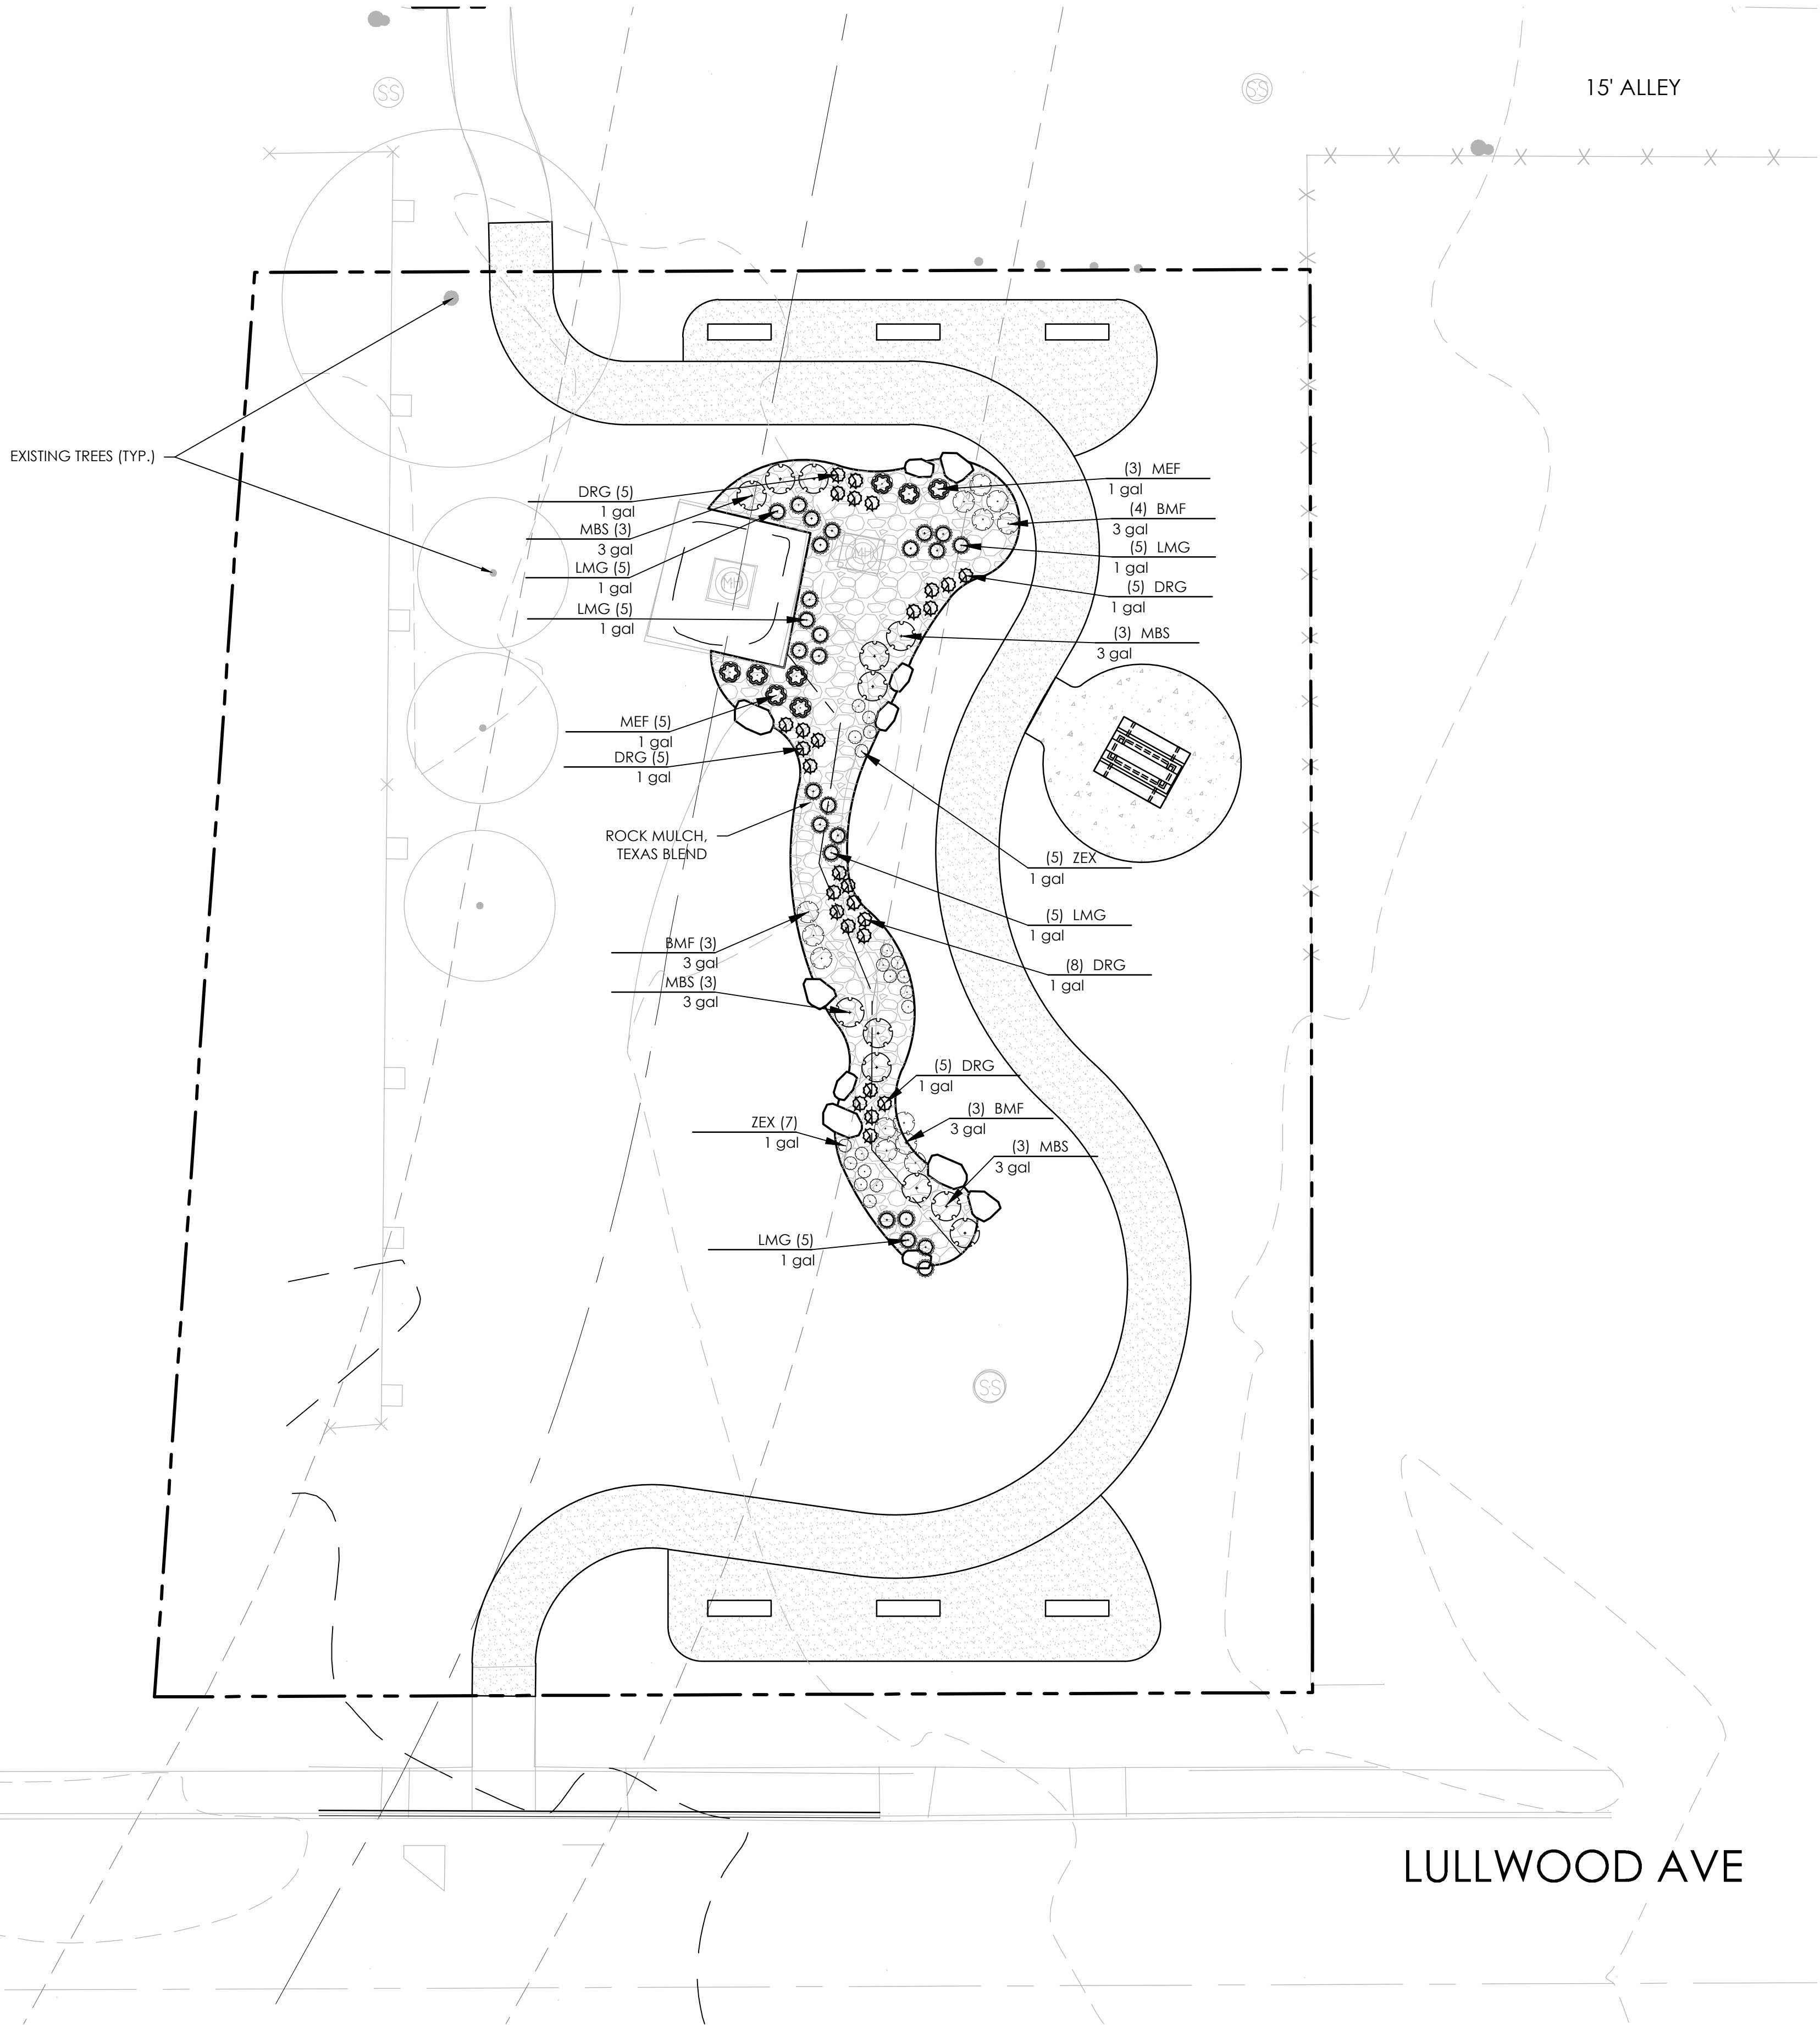 15' ALLEY
SS
SS
EXISTING TREES (TYP.)
DRG (5)
1 gal
MBS (3)
3 gal
LMG (5)
1 gal
LMG (5)
1 gal
MH
MH
(3) MEF
1 gal
(4) BMF
3 gal
(5) LMG
1 gal
(5) DRG
1 gal
(3) MBS
3 gal
MEF (5)
1 gal
DRG (5)
1 gal
ROCK MULCH,
TEXAS BLEND
(5) ZEX
1 gal
(5) LMG
1 gal
(8) DRG
1 gal
BMF (3)
3 gal
MBS (3)
3 gal
(5) DRG
1 gal
(3) BMF
3 gal
(3) MBS
3 gal
ZEX (7)
1 gal
LMG (5)
1 gal
SS
LULLWOOD AVE